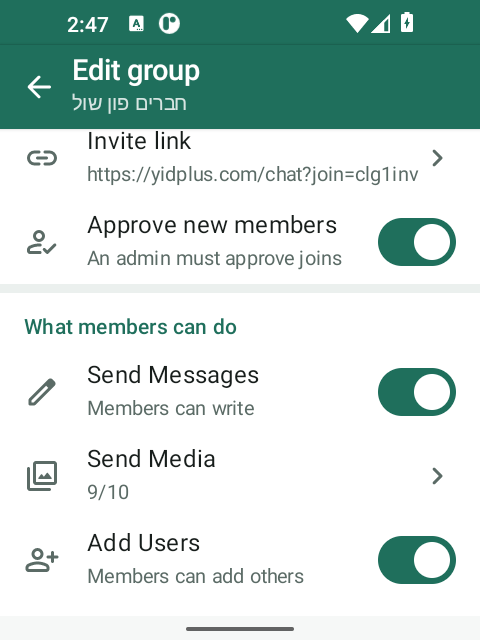 2:47
Edit group
חברים פון שול
Invite link
https://yidplus.com/chat?join=clg1inv
Approve new members
An admin must approve joins
What members can do
Send Messages
Members can write
Send Media
9/10
Add Users
Members can add others